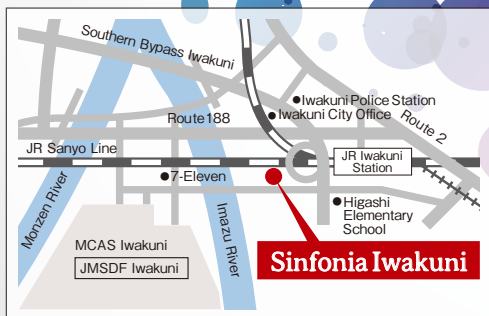 Southern Bypass Iwakuni
Iwakuni Police Station
Iwakuni City Office
Route188
Route 2
JR Sanyo Line
JR Iwakuni
Station
7-Eleven
Monzen River
Imazu River
Higashi
Elementary
School
MCAS Iwakuni
JMSDF Iwakuni
Sinfonia Iwakuni